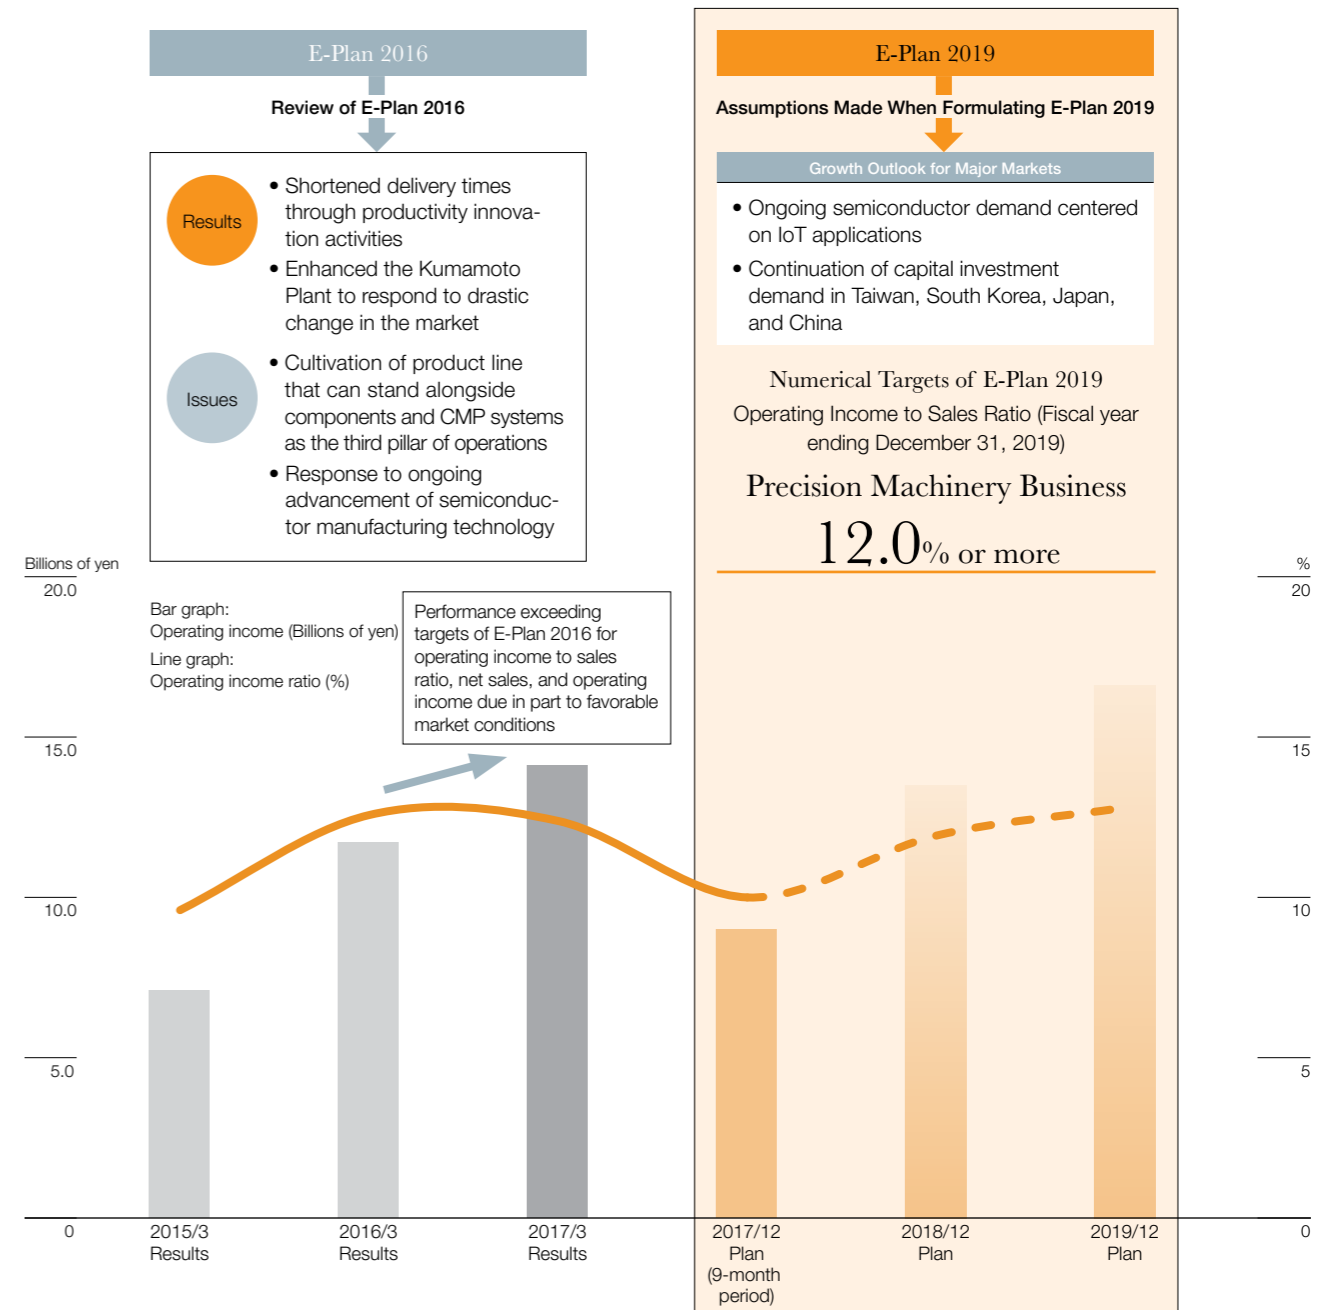 E-Plan 2016
Review of E-Plan 2016
Results
• Shortened delivery times
through productivity innova-
tion activities
• Enhanced the Kumamoto
Plant to respond to drastic
change in the market
Issues
• Cultivation of product line
that can stand alongside
components and CMP systems
as the third pillar of operations
• Response to ongoing
advancement of semiconduc-
tor manufacturing technology
E-Plan 2019
Assumptions Made When Formulating E-Plan 2019
Growth Outlook for Major Markets
• Ongoing semiconductor demand centered
on IoT applications
• Continuation of capital investment
demand in Taiwan, South Korea, Japan,
and China
Numerical Targets of E-Plan 2019
Operating Income to Sales Ratio (Fiscal year
ending December 31, 2019)
Precision Machinery Business
12.0% or more
Billions of yen
20.0
15.0
10.0
5.0
0
Bar graph:
Operating income (Billions of yen)
Line graph:
Operating income ratio (%)
Performance exceeding
targets of E-Plan 2016 for
operating income to sales
ratio, net sales, and operating
income due in part to favorable
market conditions
%
20
15
10
5
0
2015/3
Results
2016/3
Results
2017/3
Results
2017/12
Plan
(9-month
period)
2018/12
Plan
2019/12
Plan